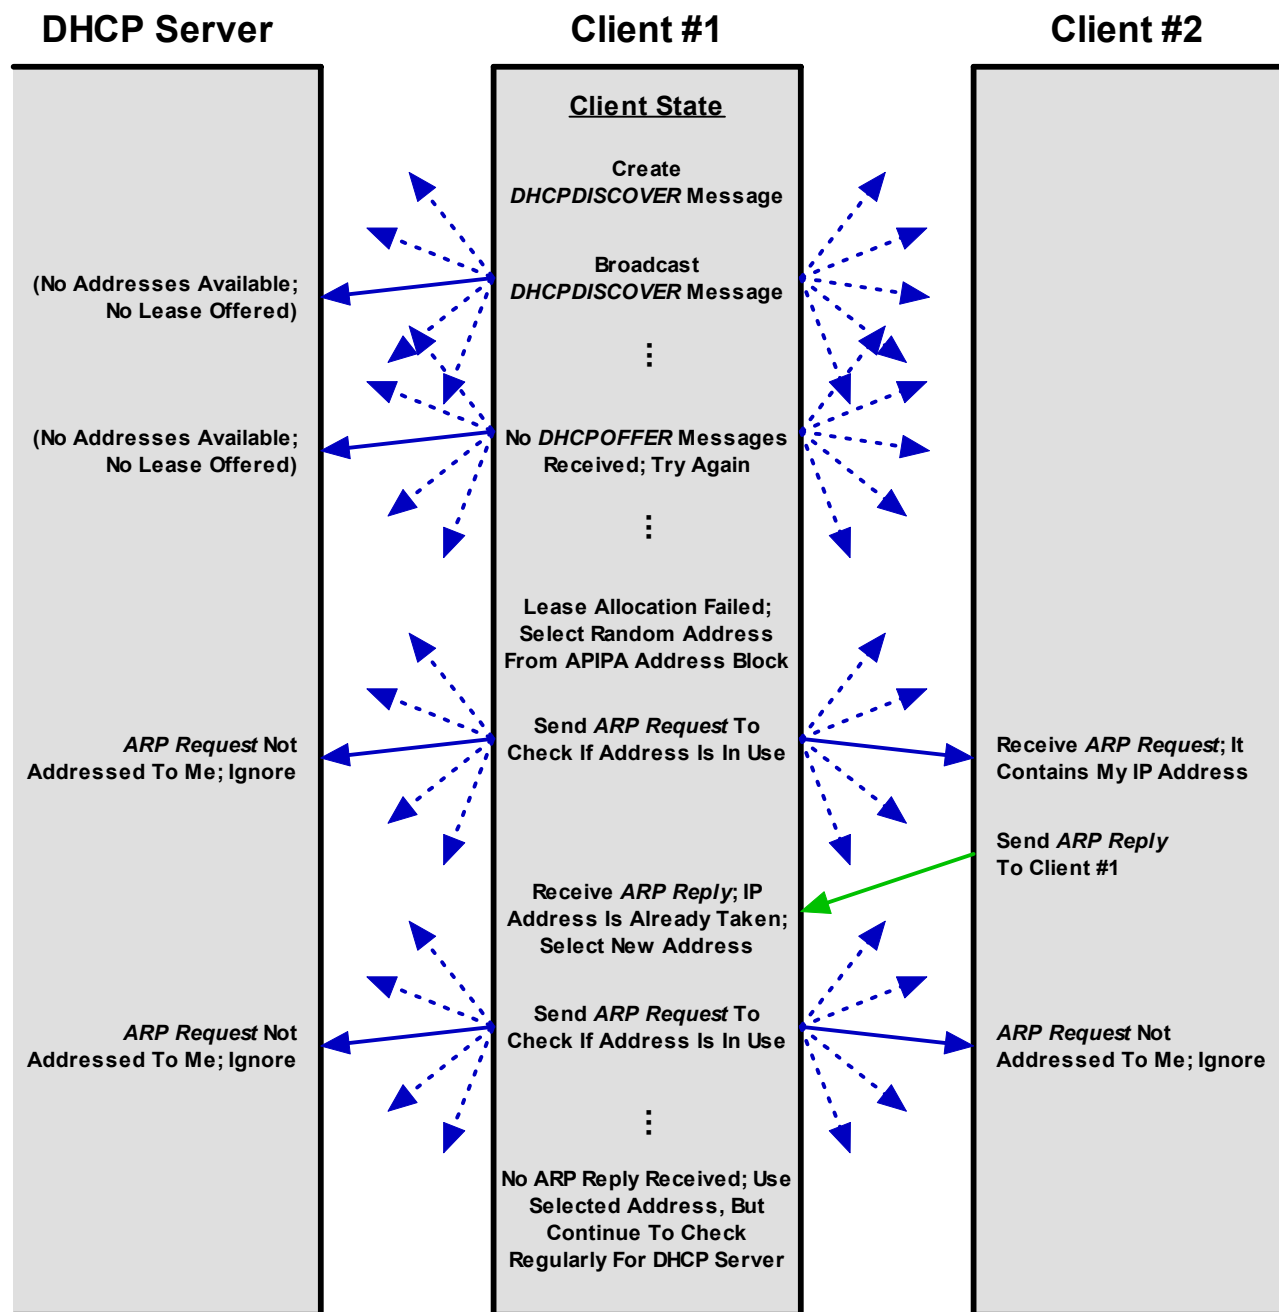 DHCP Server
Client #1
Client #2
Client State
Create
DHCPDISCOVER Message
Broadcast
DHCPDISCOVER Message
(No Addresses Available;
No Lease Offered)
...
No DHCPOFFER Messages
Received; Try Again
(No Addresses Available;
No Lease Offered)
...
Lease Allocation Failed;
Select Random Address
From APIPA Address Block
Send ARP Request To
Check If Address Is In Use
ARP Request Not
Addressed To Me; Ignore
Receive ARP Request; It
Contains My IP Address
Send ARP Reply
To Client #1
Receive ARP Reply; IP
Address Is Already Taken;
Select New Address
Send ARP Request To
Check If Address Is In Use
ARP Request Not
Addressed To Me; Ignore
ARP Request Not
Addressed To Me; Ignore
...
No ARP Reply Received; Use
Selected Address, But
Continue To Check
Regularly For DHCP Server